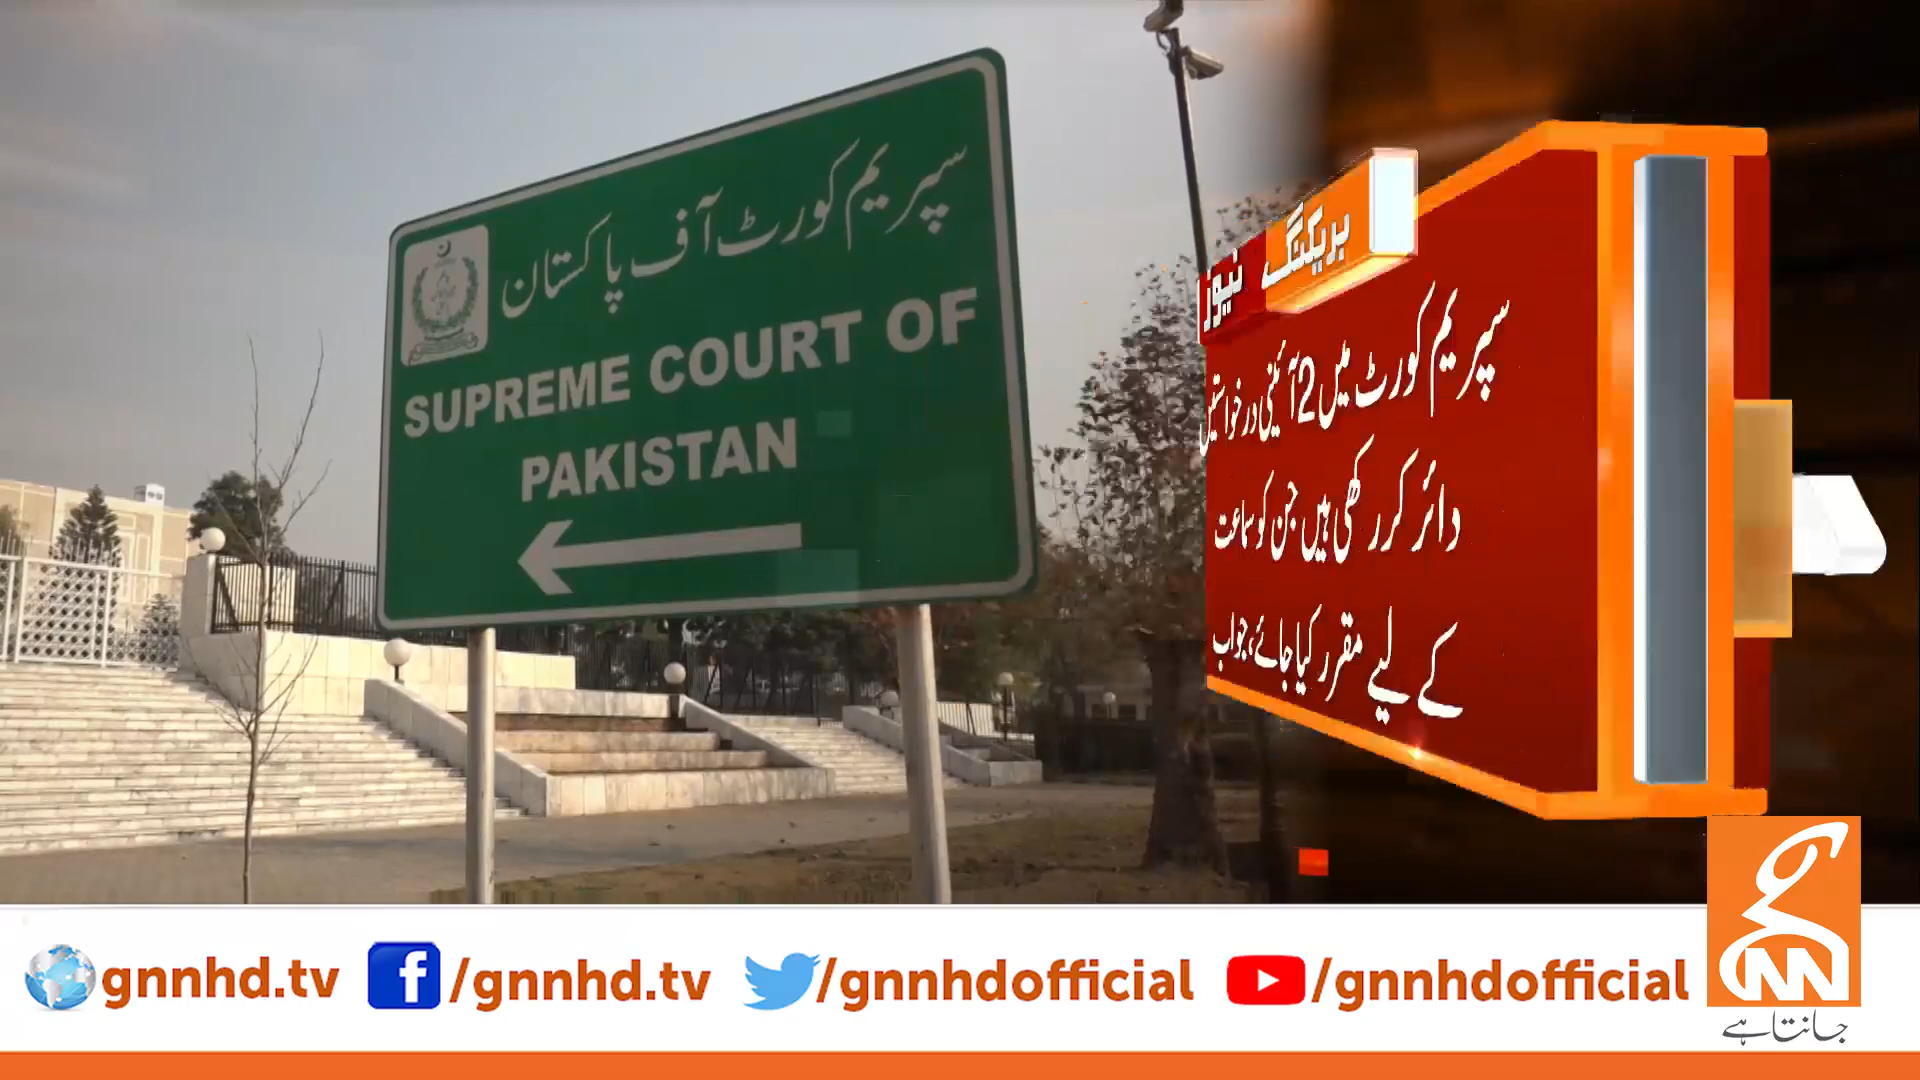 سپریم کورٹ آف پاکستان
SUPREME COURT OF
PAKISTAN
بریکنگ نیوز
سپریم کورٹ میں 2 آئینی درخواستیں
دائر کر رکھی ہیں جن کو سماعت
کے لیے مقرر کیا جائے، جواب
gnnhd.tv
/gnnhd.tv
/gnnhdofficial
/gnnhdofficial
GNN
جانتا ہے